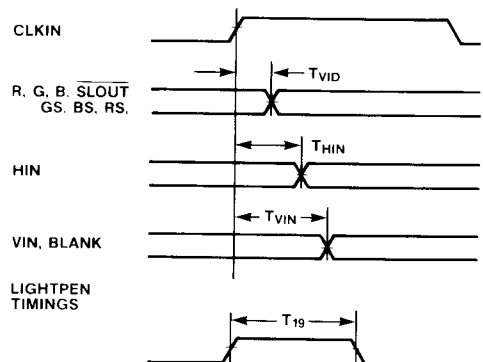 CLKIN
TVID
R, G, B. SLOUT
GS. BS, RS,
THIN
HIN
TVIN
VIN, BLANK
LIGHTPEN
TIMINGS
T19